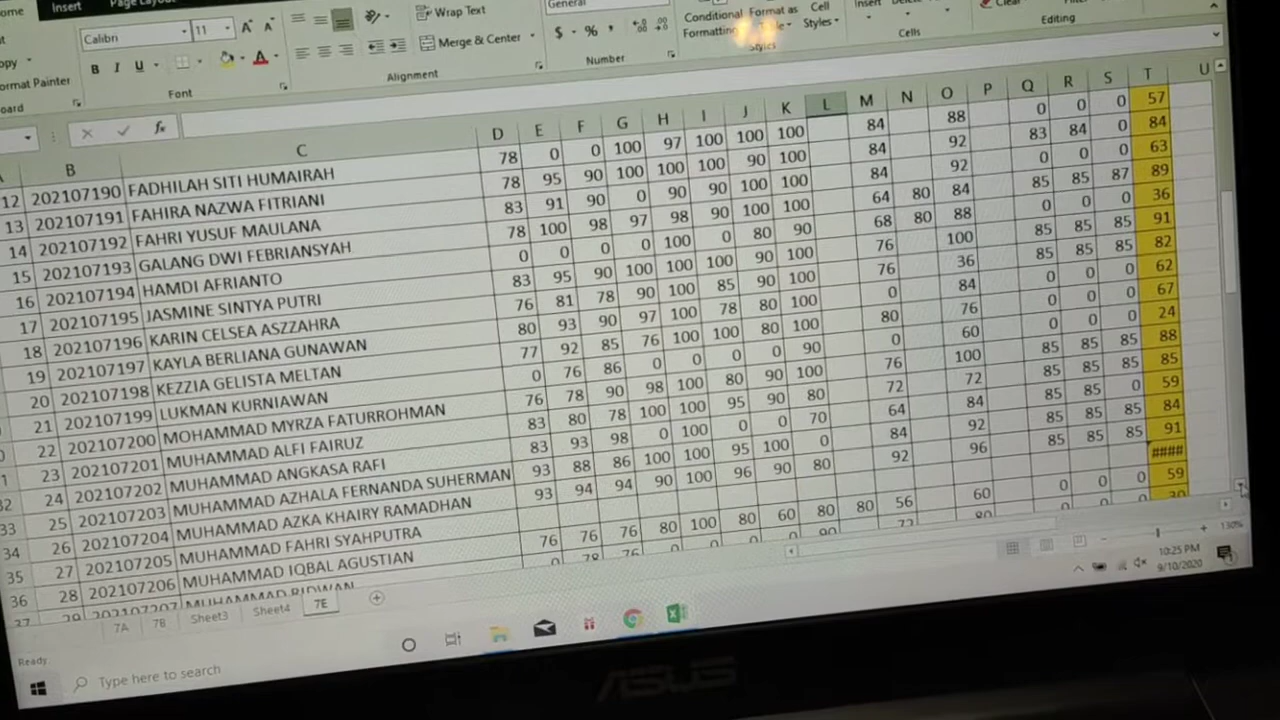 Insert Page Layout
Calibri 11 Wrap Text General Conditional Formatting Format as Cell Styles Insert Clear
B I U Merge & Center $ % Editing
Format Painter Font Alignment Number Styles Cells
fx
B C D E F G H I J K L M N O P Q R S T U
12 202107190 FADHILAH SITI HUMAIRAH 78 0 0 100 97 100 100 100 84 88 0 0 0 57
13 202107191 FAHIRA NAZWA FITRIANI 78 95 90 100 100 100 90 100 84 92 83 84 0 84
14 202107192 FAHRI YUSUF MAULANA 83 91 90 0 90 90 100 100 84 92 0 0 0 63
15 202107193 GALANG DWI FEBRIANSYAH 78 100 98 97 98 90 100 100 64 80 84 85 85 87 89
16 202107194 HAMDI AFRIANTO 0 0 0 0 100 0 80 90 68 80 88 0 0 0 36
17 202107195 JASMINE SINTYA PUTRI 83 95 90 100 100 100 90 100 76 100 85 85 85 91
18 202107196 KARIN CELSEA ASZZAHRA 76 81 78 90 100 85 90 100 76 36 85 85 85 82
19 202107197 KAYLA BERLIANA GUNAWAN 80 93 90 97 100 78 80 100 0 84 0 0 0 62
20 202107198 KEZZIA GELISTA MELTAN 77 92 85 76 100 100 80 100 80 76 0 0 0 67
21 202107199 LUKMAN KURNIAWAN 0 76 86 0 0 0 0 90 0 60 0 0 0 24
22 202107200 MOHAMMAD MYRZA FATURROHMAN 76 78 90 98 100 80 90 100 76 100 85 85 85 88
23 202107201 MUHAMMAD ALFI FAIRUZ 83 80 78 100 100 95 90 80 72 72 85 85 85 85
24 202107202 MUHAMMAD ANGKASA RAFI 83 93 98 0 100 0 0 70 64 84 85 85 0 59
33 25 202107203 MUHAMMAD AZHALA FERNANDA SUHERMAN 93 88 86 100 100 95 100 0 84 92 85 85 85 84
34 26 202107204 MUHAMMAD AZKA KHAIRY RAMADHAN 93 94 94 90 100 96 90 80 92 96 85 85 85 91
35 27 202107205 MUHAMMAD FAHRI SYAHPUTRA ####
36 28 202107206 MUHAMMAD IQBAL AGUSTIAN 76 76 76 80 100 80 60 80 80 56 60 0 0 0 59
37 29 202107207 MUHAMMAD RIDWAN
7A 7B Sheet3 Sheet4 7E
Ready 130%
Type here to search 10:25 PM
9/10/2020
ASUS